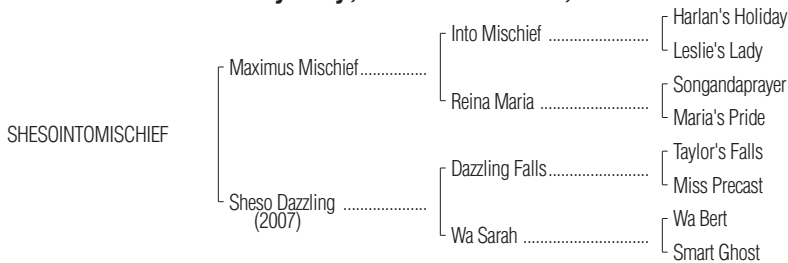 Harlan's Holiday
Into Mischief ........................
Leslie's Lady
Maximus Mischief................
Songandaprayer
Reina Maria ..........................
Maria's Pride
SHESOINTOMISCHIEF
Taylor's Falls
Dazzling Falls........................
Miss Precast
Sheso Dazzling ....................
(2007)
Wa Bert
Wa Sarah ..............................
Smart Ghost